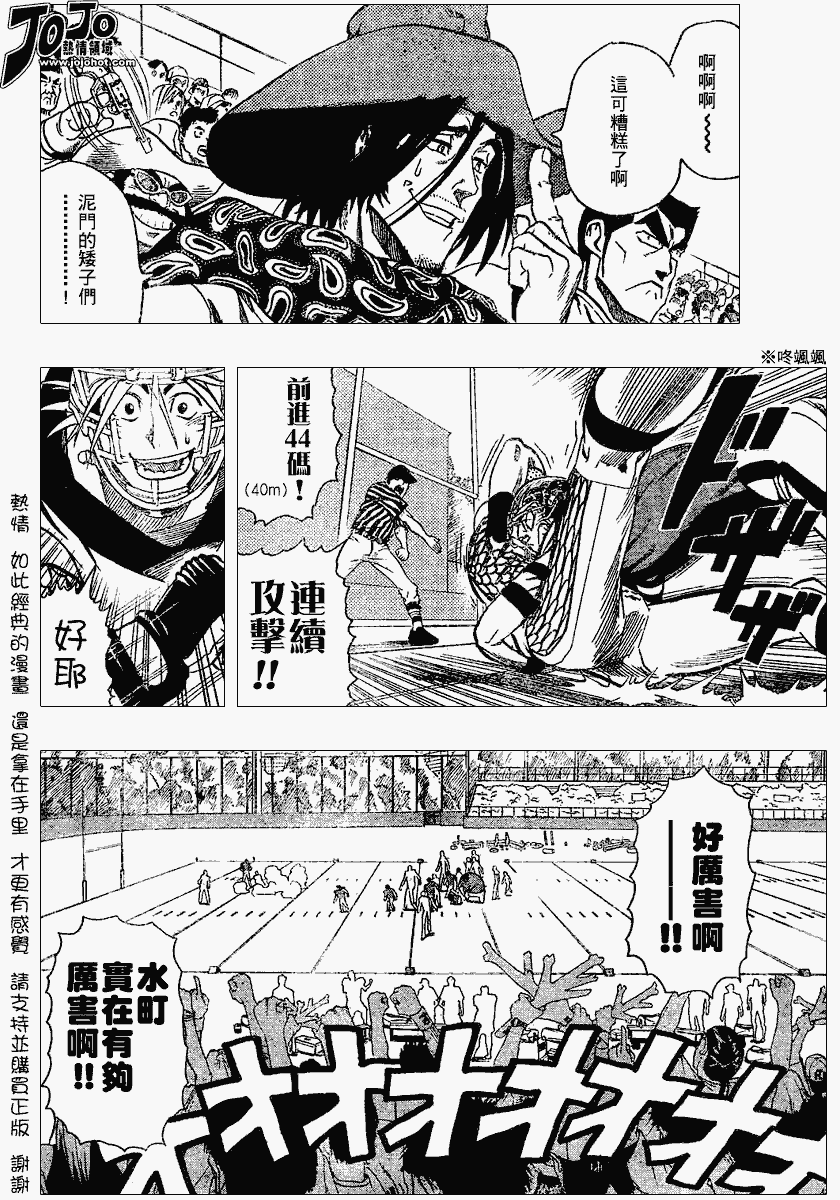 JOJO
熱情領域
www.jojohot.com
啊啊啊~~
這可糟糕了啊
泥門的矮子們
…………！
※咚颯颯
前進44碼！
(40m)
連續
攻擊!!
ドザザザ
好耶
好厲害啊
——!!
水町
實在有夠
厲害啊!!
オオオオオオ
熱情 如此經典的漫畫 還是拿在手里 才更有感覺 請支持並購買正版 謝謝